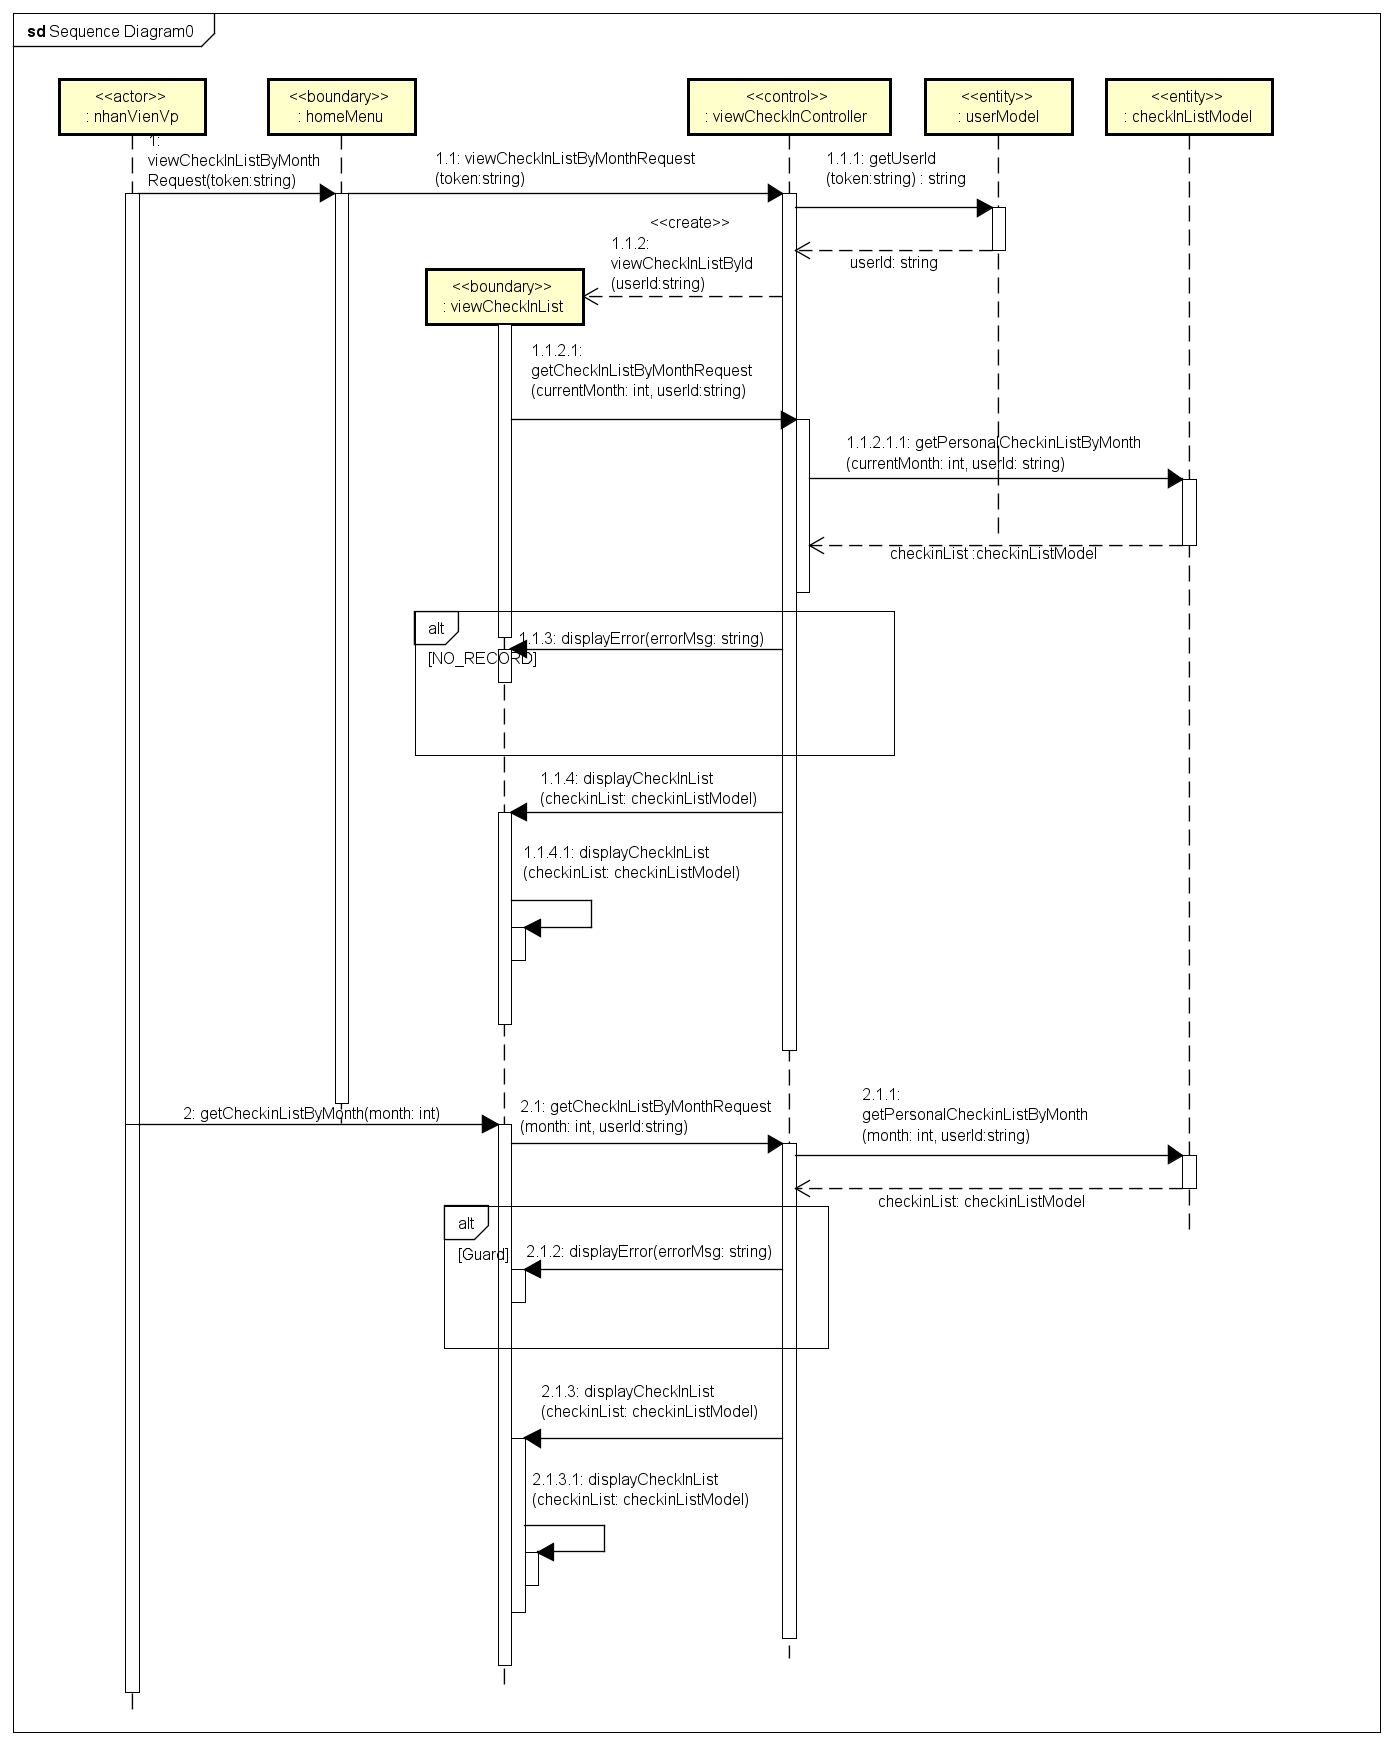 sd Sequence Diagram0
<<actor>>
: nhanVienVp
<<boundary>>
: homeMenu
<<control>>
: viewCheckInController
<<entity>>
: userModel
<<entity>>
: checkInListModel
1:
viewCheckInListByMonth
Request(token:string)
1.1: viewCheckInListByMonthRequest
(token:string)
1.1.1: getUserId
(token:string) : string
userId: string
<<create>>
1.1.2:
viewCheckInListById
(userId:string)
<<boundary>>
: viewCheckInList
1.1.2.1:
getCheckInListByMonthRequest
(currentMonth: int, userId:string)
1.1.2.1.1: getPersonalCheckinListByMonth
(currentMonth: int, userId: string)
checkinList :checkinListModel
alt
1.1.3: displayError(errorMsg: string)
[NO_RECORD]
1.1.4: displayCheckInList
(checkinList: checkinListModel)
1.1.4.1: displayCheckInList
(checkinList: checkinListModel)
2: getCheckinListByMonth(month: int)
2.1: getCheckInListByMonthRequest
(month: int, userId:string)
2.1.1:
getPersonalCheckinListByMonth
(month: int, userId:string)
checkinList: checkinListModel
alt
[Guard]
2.1.2: displayError(errorMsg: string)
2.1.3: displayCheckInList
(checkinList: checkinListModel)
2.1.3.1: displayCheckInList
(checkinList: checkinListModel)